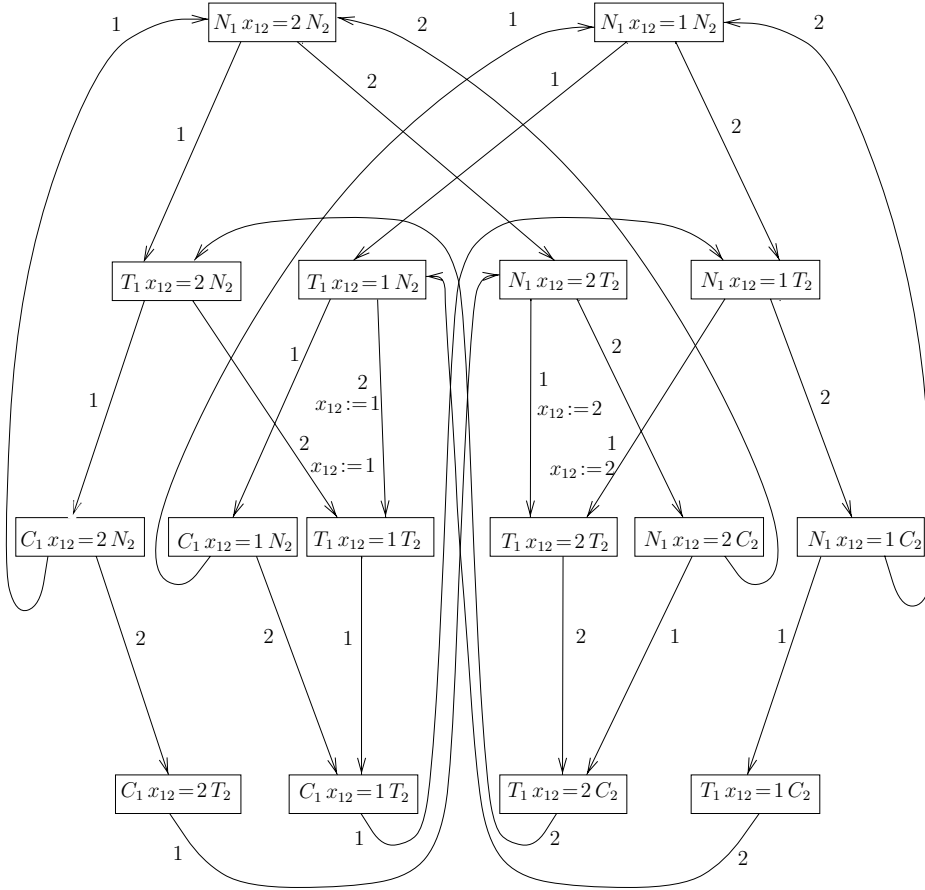 1 N₁ x₁₂=2 N₂ 2 1 N₁ x₁₂=1 N₂ 2
2 1
1 2
T₁ x₁₂=2 N₂ T₁ x₁₂=1 N₂ N₁ x₁₂=2 T₂ N₁ x₁₂=1 T₂
1 2
2 1
1 x₁₂:=1 x₁₂:=2 2
2 1
x₁₂:=1 x₁₂:=2
C₁ x₁₂=2 N₂ C₁ x₁₂=1 N₂ T₁ x₁₂=1 T₂ T₁ x₁₂=2 T₂ N₁ x₁₂=2 C₂ N₁ x₁₂=1 C₂
2 2 1 2 1 1
C₁ x₁₂=2 T₂ C₁ x₁₂=1 T₂ T₁ x₁₂=2 C₂ T₁ x₁₂=1 C₂
1 2
1 2